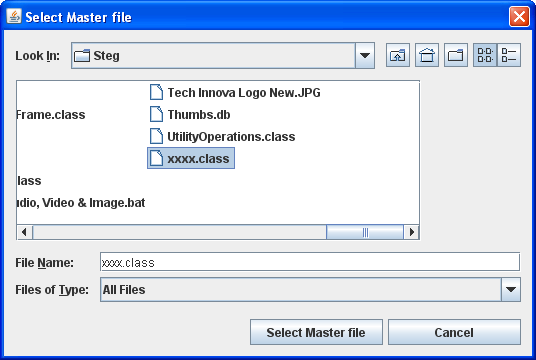 Select Master file
Look In: Steg
Tech Innova Logo New.JPG
Frame.class Thumbs.db
UtilityOperations.class
xxxx.class
lass
dio, Video & Image.bat
File Name: xxxx.class
Files of Type: All Files
Select Master file Cancel